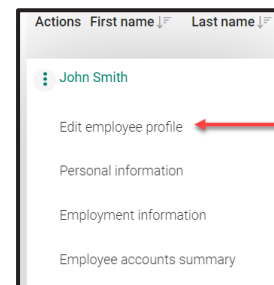 Actions First name Last name
John Smith
Edit employee profile
Personal information
Employment information
Employee accounts summary